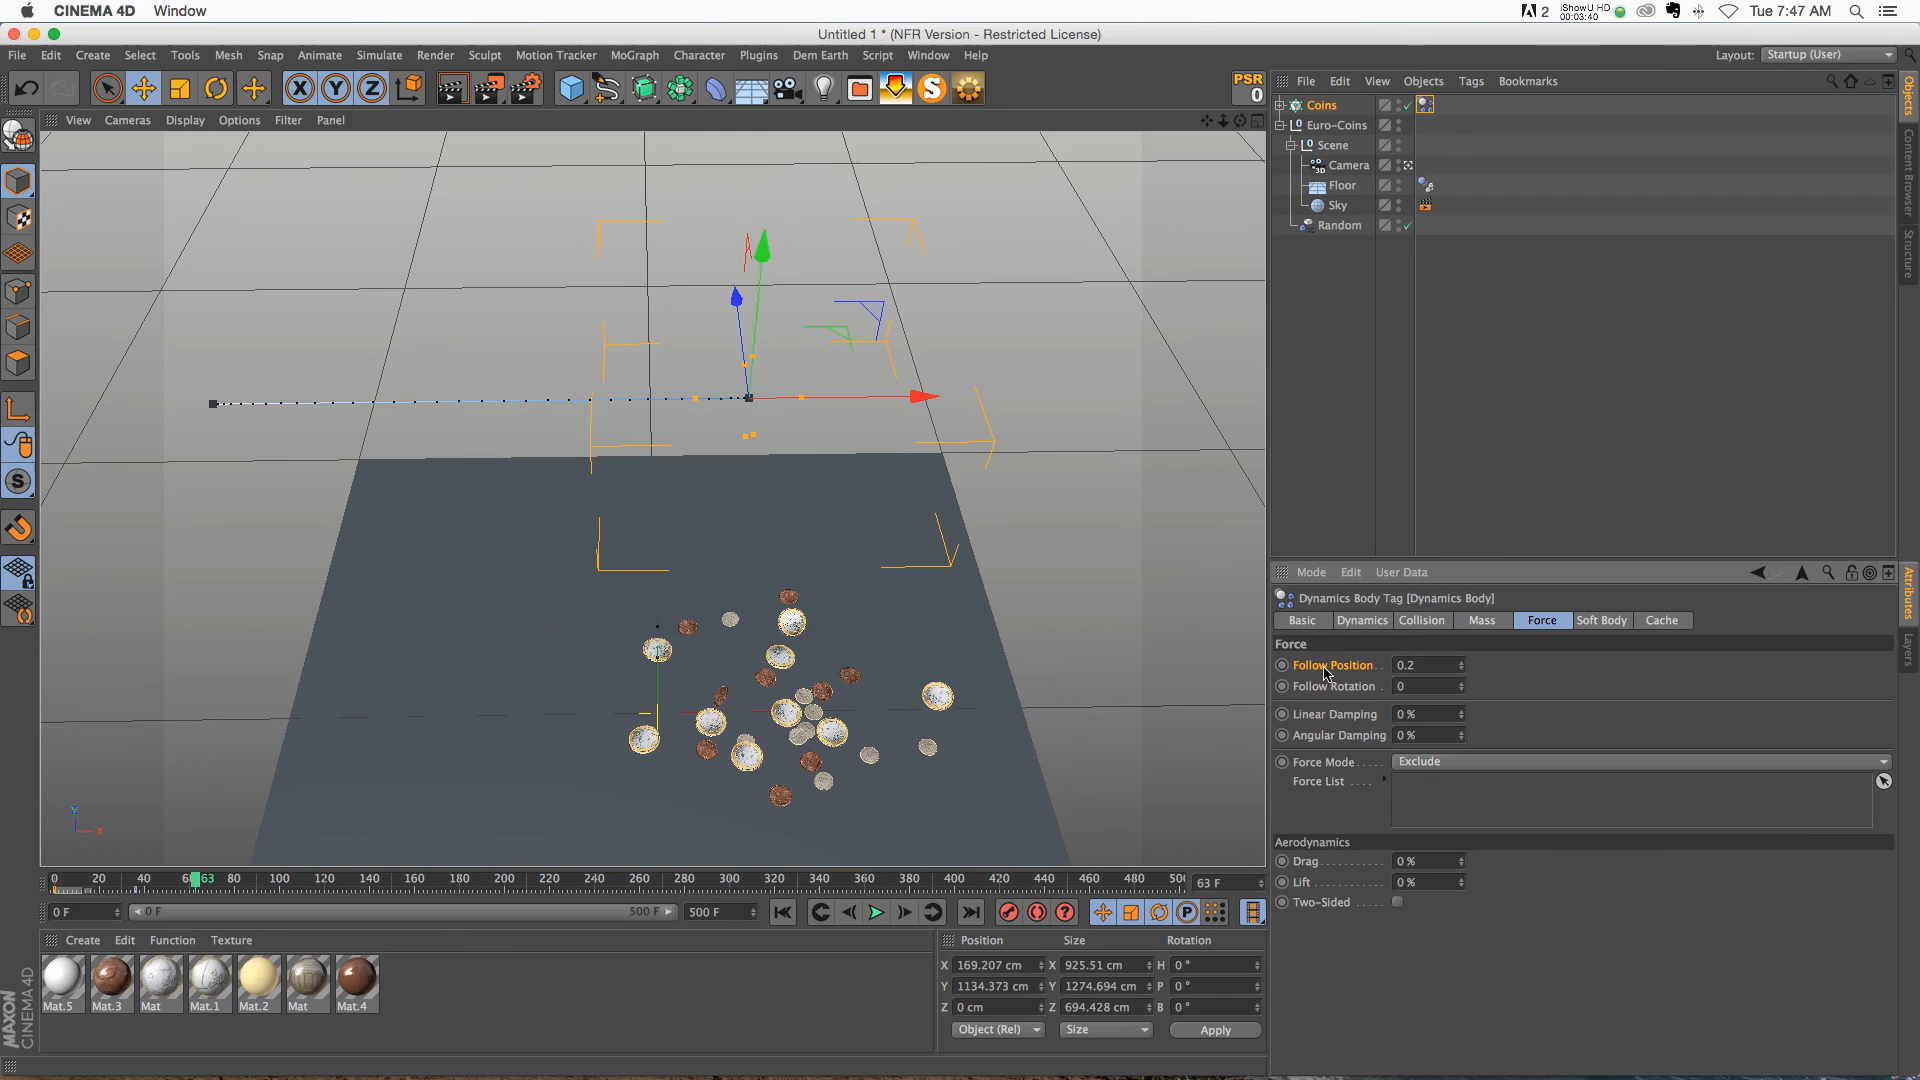 CINEMA 4D Window
2 iShowU HD 00:03:40 Tue 7:47 AM
Untitled 1 * (NFR Version - Restricted License)
File Edit Create Select Tools Mesh Snap Animate Simulate Render Sculpt Motion Tracker MoGraph Character Plugins Dem Earth Script Window Help Layout: Startup (User)
X Y Z PSR 0
File Edit View Objects Tags Bookmarks
View Cameras Display Options Filter Panel
Coins
Euro-Coins
Scene
Camera
Floor
Sky
Random
Objects
Content Browser
Structure
Mode Edit User Data
Dynamics Body Tag [Dynamics Body]
Basic Dynamics Collision Mass Force Soft Body Cache
Force
Follow Position . . 0.2
Follow Rotation . 0
Linear Damping 0 %
Angular Damping 0 %
Force Mode . . . . . Exclude
Force List . . . .
Aerodynamics
Drag . . . . . . . . . . . . 0 %
Lift . . . . . . . . . . . . . 0 %
Two-Sided . . . . . .
Attributes
Layers
Y
X
0 20 40 6 63 80 100 120 140 160 180 200 220 240 260 280 300 320 340 360 380 400 420 440 460 480 50 63 F
0 F 0 F 500 F 500 F
Create Edit Function Texture
Mat.5 Mat.3 Mat Mat.1 Mat.2 Mat Mat.4
MAXON CINEMA 4D
Position Size Rotation
X 169.207 cm X 925.51 cm H 0 °
Y 1134.373 cm Y 1274.694 cm P 0 °
Z 0 cm Z 694.428 cm B 0 °
Object (Rel) Size Apply